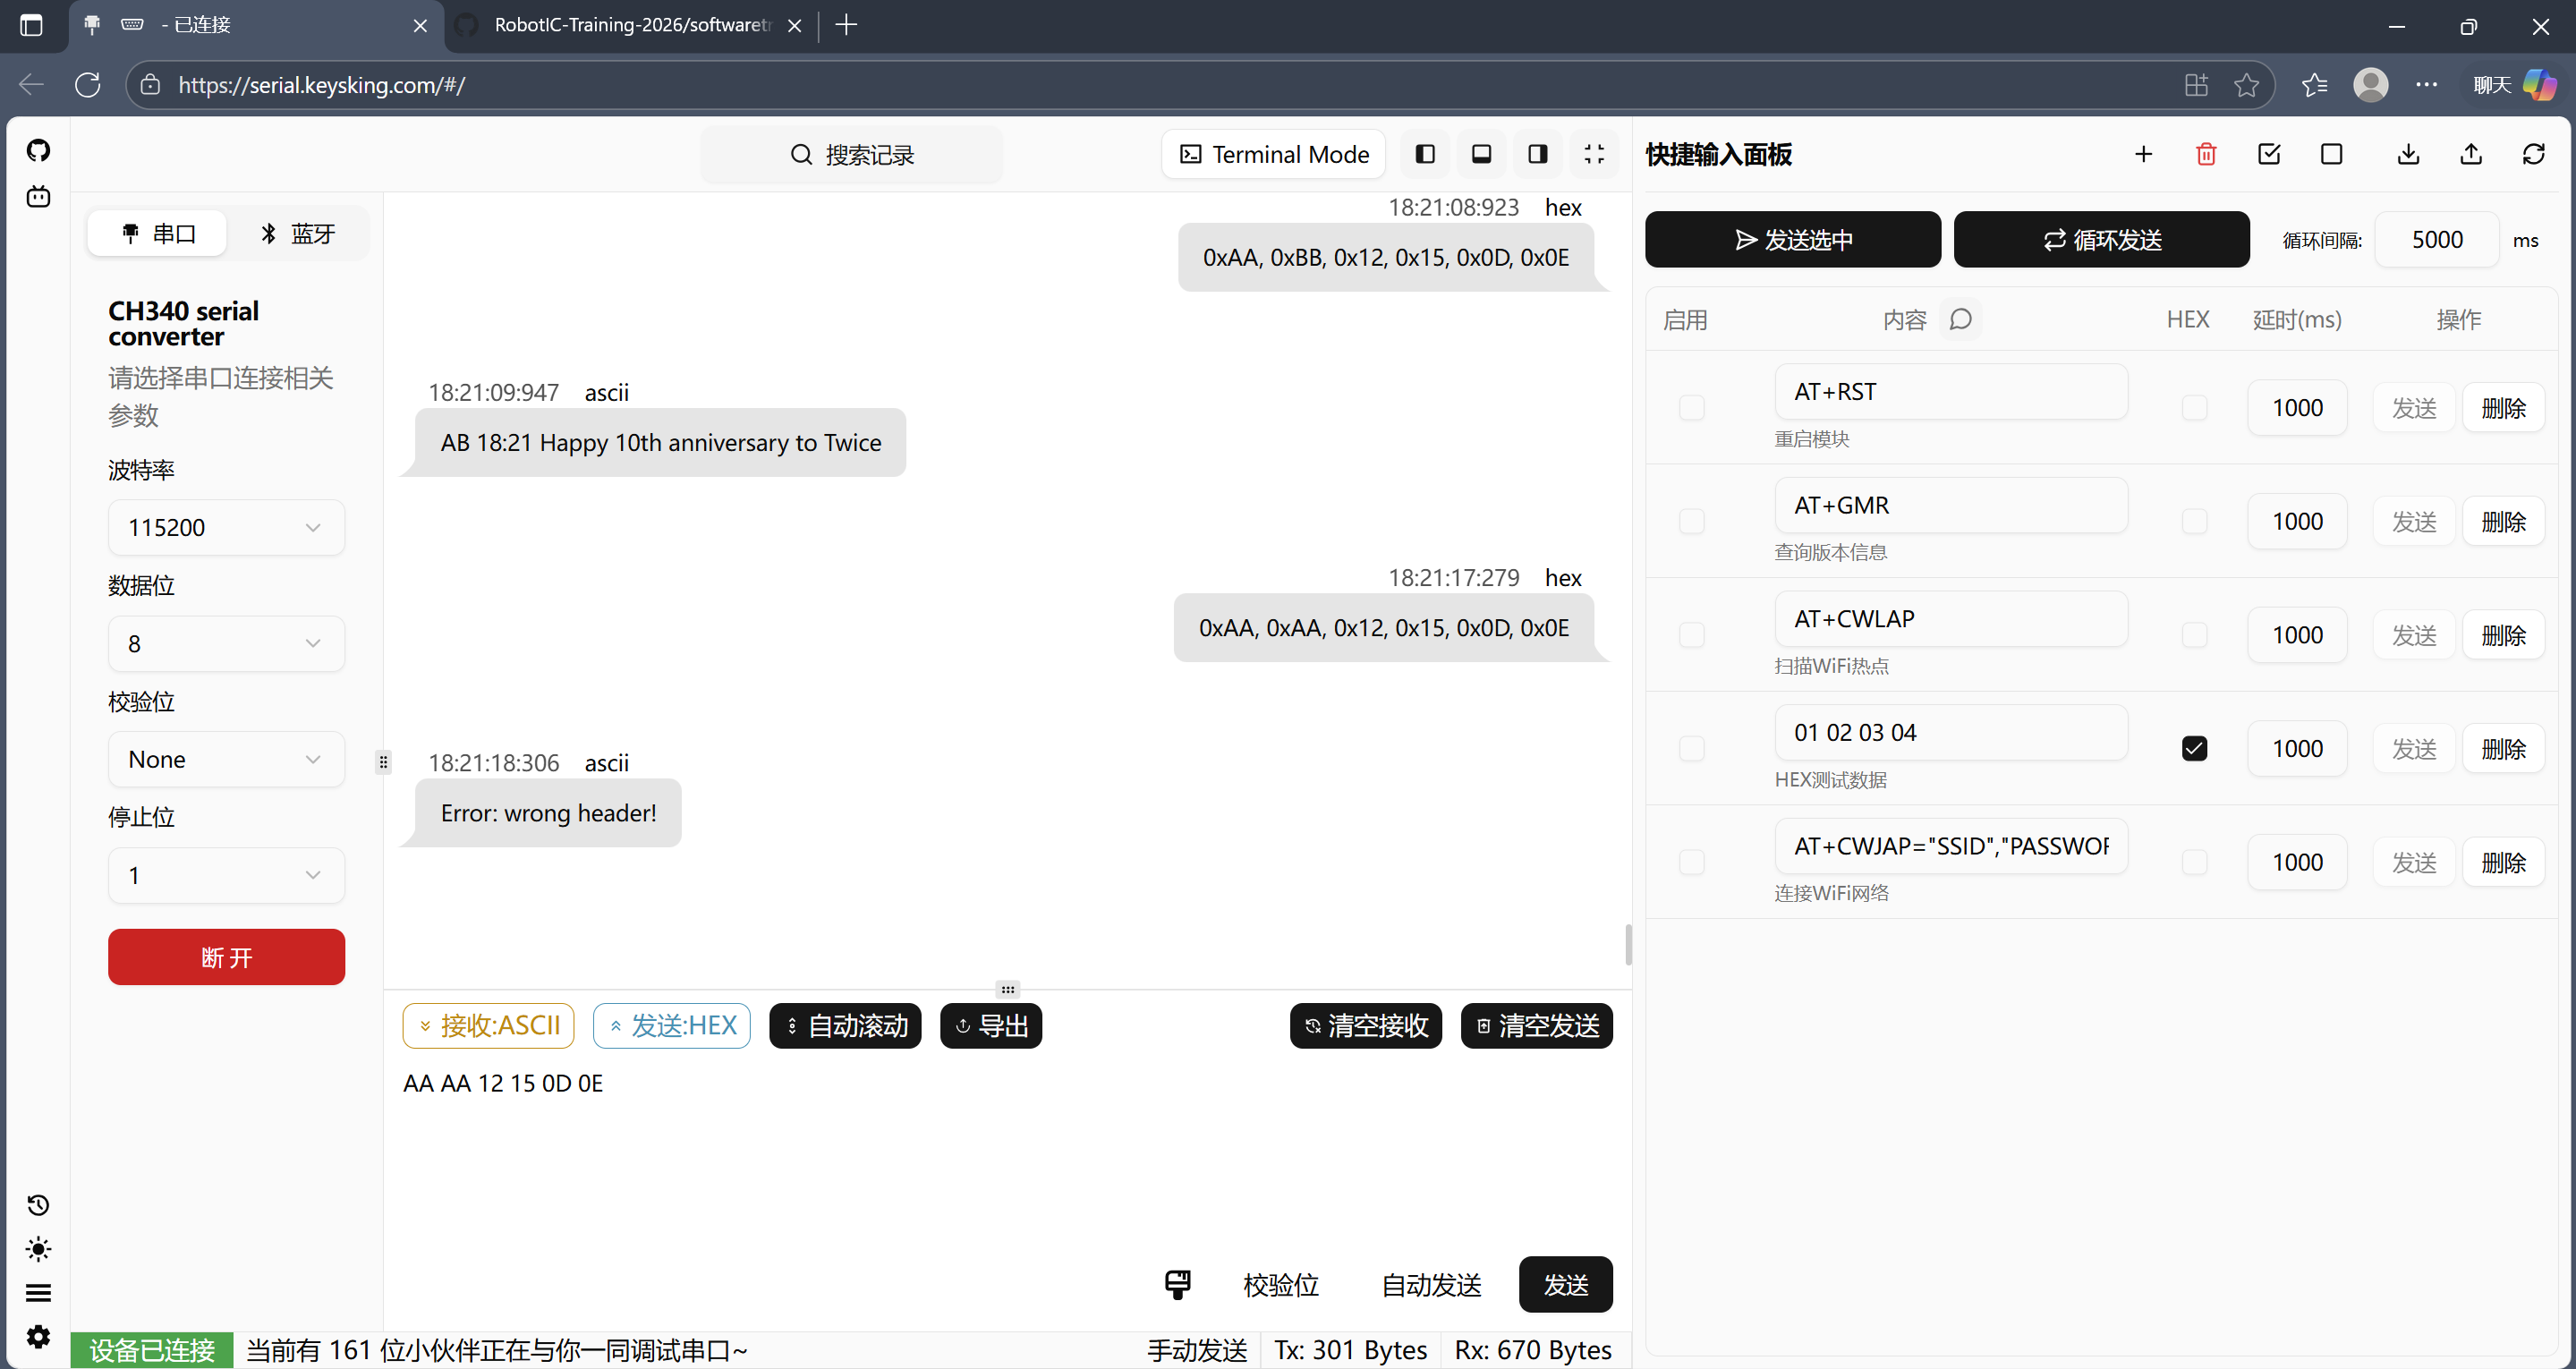 - 已连接
RobotIC-Training-2026/softwaretr
https://serial.keysking.com/#/
聊天
搜索记录
Terminal Mode
串口
蓝牙
CH340 serial
converter
请选择串口连接相关
参数
波特率
115200
数据位
8
校验位
None
停止位
1
断 开
18:21:08:923 hex
0xAA, 0xBB, 0x12, 0x15, 0x0D, 0x0E
18:21:09:947 ascii
AB 18:21 Happy 10th anniversary to Twice
18:21:17:279 hex
0xAA, 0xAA, 0x12, 0x15, 0x0D, 0x0E
18:21:18:306 ascii
Error: wrong header!
接收:ASCII
发送:HEX
自动滚动
导出
清空接收
清空发送
AA AA 12 15 0D 0E
校验位
自动发送
发送
快捷输入面板
发送选中
循环发送
循环间隔:
5000
ms
启用 内容 HEX 延时(ms) 操作
AT+RST 1000 发送 删除
重启模块
AT+GMR 1000 发送 删除
查询版本信息
AT+CWLAP 1000 发送 删除
扫描WiFi热点
01 02 03 04 1000 发送 删除
HEX测试数据
AT+CWJAP="SSID","PASSWOR 1000 发送 删除
连接WiFi网络
设备已连接
当前有 161 位小伙伴正在与你一同调试串口~
手动发送
Tx: 301 Bytes
Rx: 670 Bytes